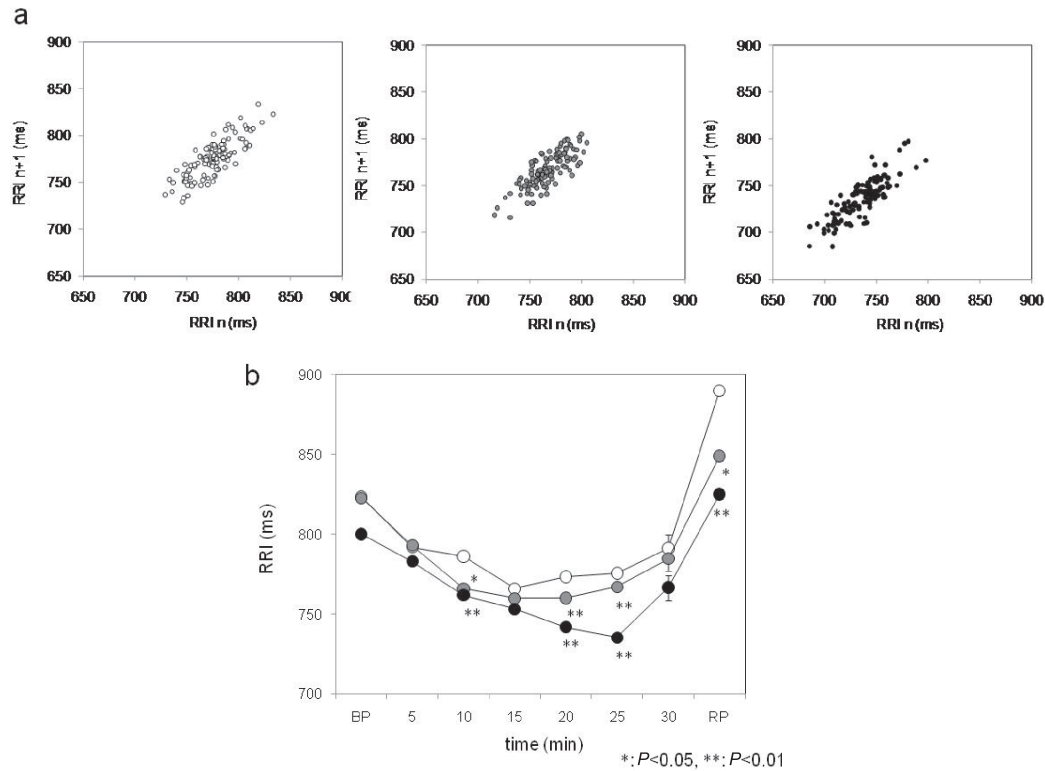 a
900
850
800
750
700
650
RRI n+1 (ms)
650 700 750 800 850 900
RRI n (ms)
900
850
800
750
700
650
RRI n+1 (ms)
650 700 750 800 850 900
RRI n (ms)
900
850
800
750
700
650
RRI n+1 (ms)
650 700 750 800 850 900
RRI n (ms)
b
900
850
800
750
700
RRI (ms)
*
**
**
**
**
**
*
**
BP 5 10 15 20 25 30 RP
time (min)
*: P<0.05, **: P<0.01